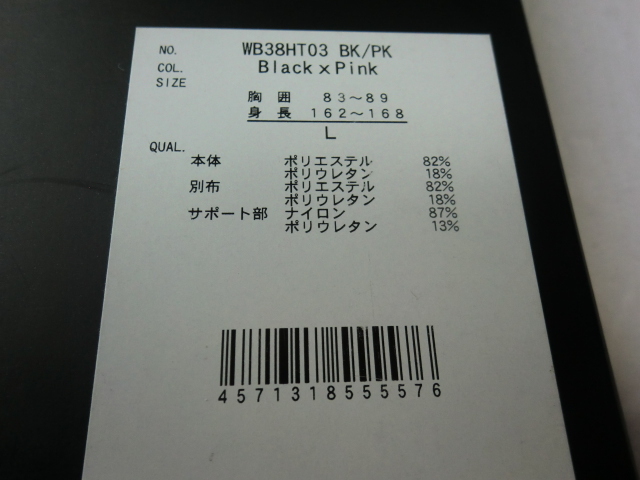 NO. WB38HT03 BK/PK
COL. Black×Pink
SIZE
胸 囲 83～89
身 長 162～168
L
QUAL.
本体 ポリエステル 82%
ポリウレタン 18%
別布 ポリエステル 82%
ポリウレタン 18%
サポート部 ナイロン 87%
ポリウレタン 13%
4571318555576